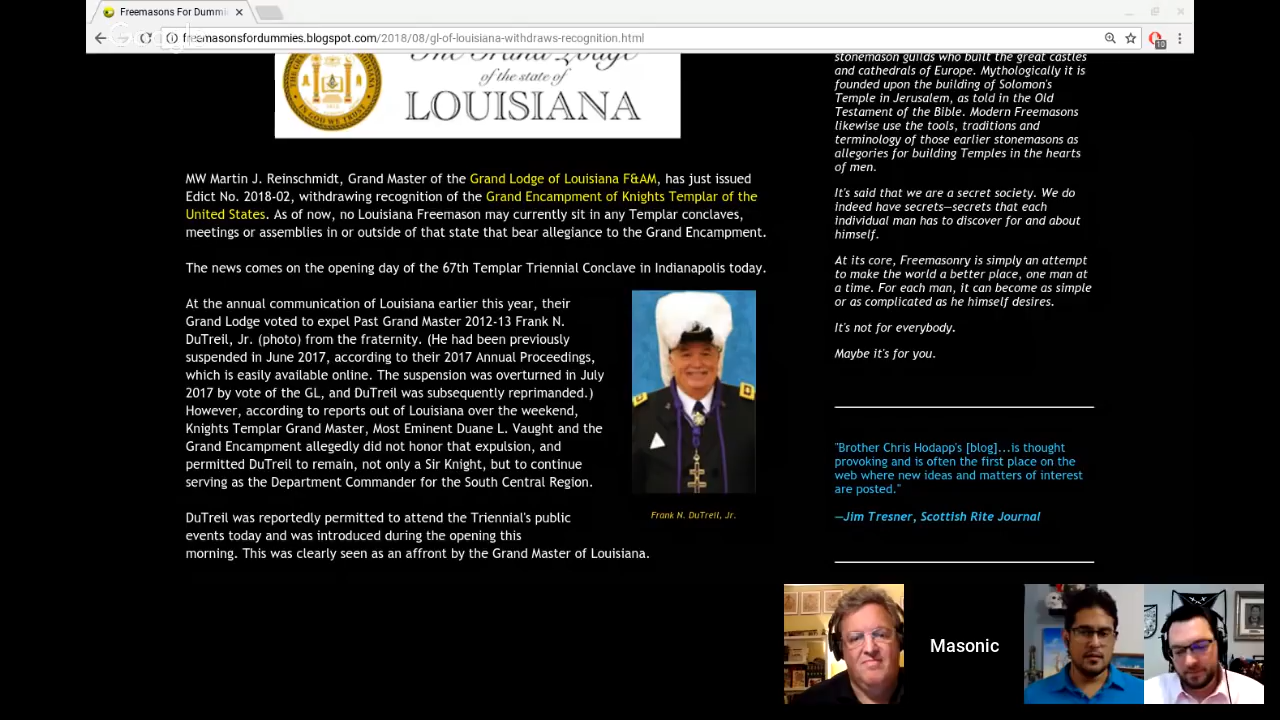 Freemasons For Dummi
freemasonsfordummies.blogspot.com/2018/08/gl-of-louisiana-withdraws-recognition.html
10
The Grand Lodge
of the state of
LOUISIANA
IN GOD WE TRUST
MW Martin J. Reinschmidt, Grand Master of the Grand Lodge of Louisiana F&AM, has just issued
Edict No. 2018-02, withdrawing recognition of the Grand Encampment of Knights Templar of the
United States. As of now, no Louisiana Freemason may currently sit in any Templar conclaves,
meetings or assemblies in or outside of that state that bear allegiance to the Grand Encampment.
The news comes on the opening day of the 67th Templar Triennial Conclave in Indianapolis today.
At the annual communication of Louisiana earlier this year, their
Grand Lodge voted to expel Past Grand Master 2012-13 Frank N.
DuTreil, Jr. (photo) from the fraternity. (He had been previously
suspended in June 2017, according to their 2017 Annual Proceedings,
which is easily available online. The suspension was overturned in July
2017 by vote of the GL, and DuTreil was subsequently reprimanded.)
However, according to reports out of Louisiana over the weekend,
Knights Templar Grand Master, Most Eminent Duane L. Vaught and the
Grand Encampment allegedly did not honor that expulsion, and
permitted DuTreil to remain, not only a Sir Knight, but to continue
serving as the Department Commander for the South Central Region.
Frank N. DuTreil, Jr.
DuTreil was reportedly permitted to attend the Triennial's public
events today and was introduced during the opening this
morning. This was clearly seen as an affront by the Grand Master of Louisiana.
stonemason guilds who built the great castles
and cathedrals of Europe. Mythologically it is
founded upon the building of Solomon's
Temple in Jerusalem, as told in the Old
Testament of the Bible. Modern Freemasons
likewise use the tools, traditions and
terminology of those earlier stonemasons as
allegories for building Temples in the hearts
of men.
It's said that we are a secret society. We do
indeed have secrets—secrets that each
individual man has to discover for and about
himself.
At its core, Freemasonry is simply an attempt
to make the world a better place, one man at
a time. For each man, it can become as simple
or as complicated as he himself desires.
It's not for everybody.
Maybe it's for you.
"Brother Chris Hodapp's [blog]...is thought
provoking and is often the first place on the
web where new ideas and matters of interest
are posted."
—Jim Tresner, Scottish Rite Journal
Masonic